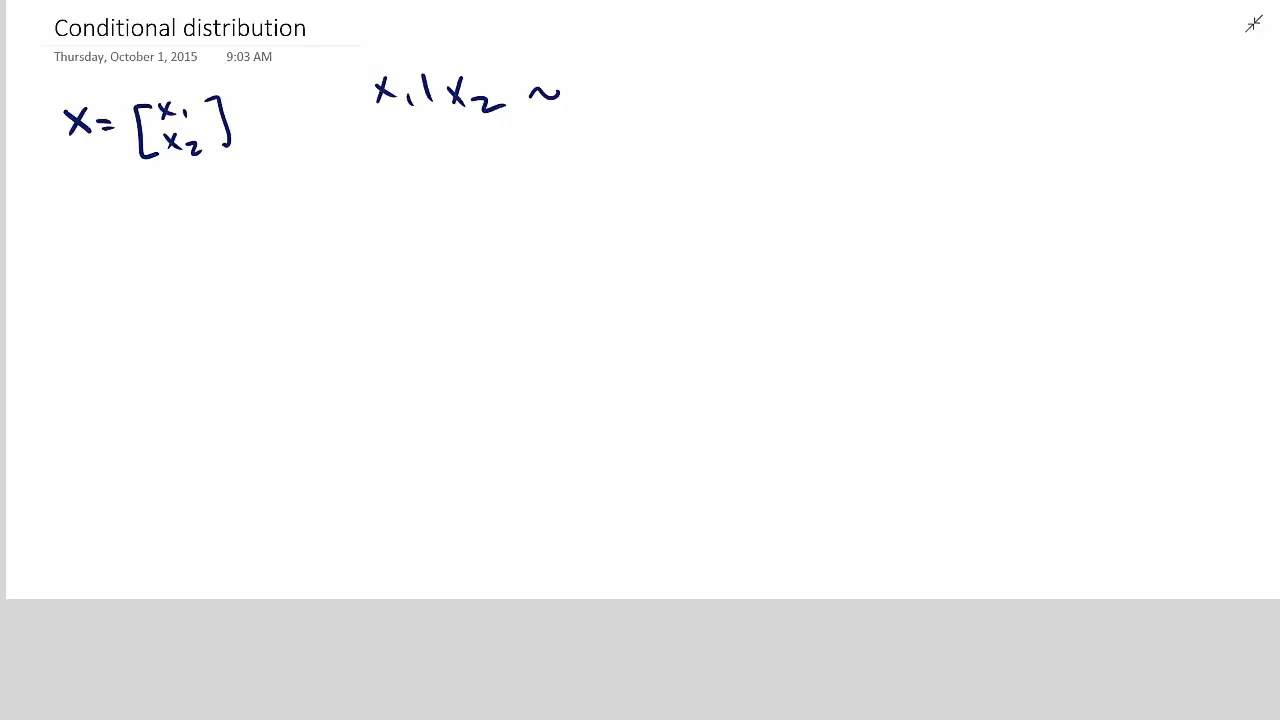 Conditional distribution
Thursday, October 1, 2015 9:03 AM
x₁ | x₂ ~
X = [x₁
x₂]